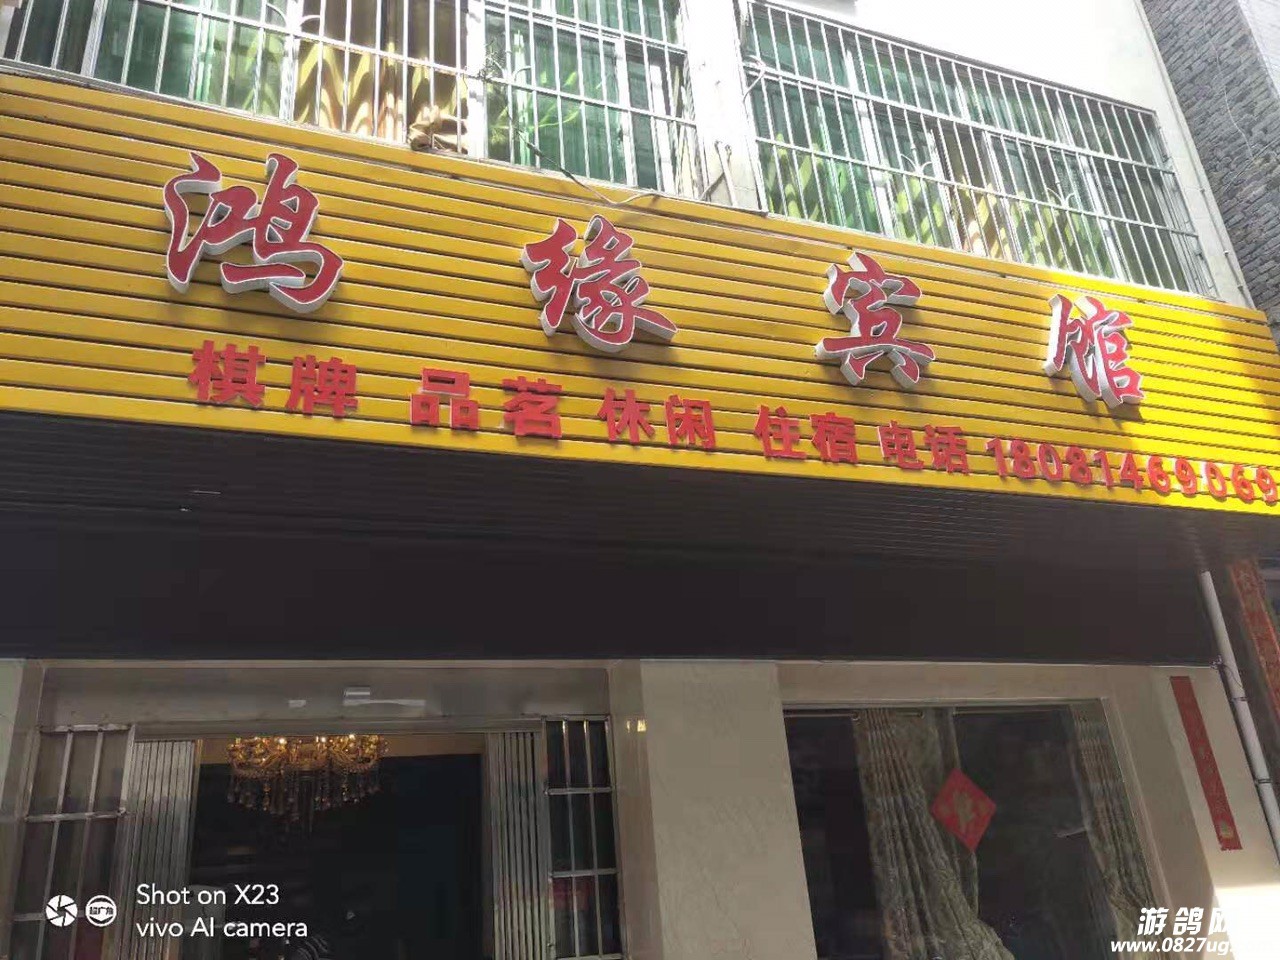 鸿缘宾馆
棋牌 品茗 休闲 住宿 电话 18081469069
Shot on X23
vivo AI camera
游鸽网
www.0827ug